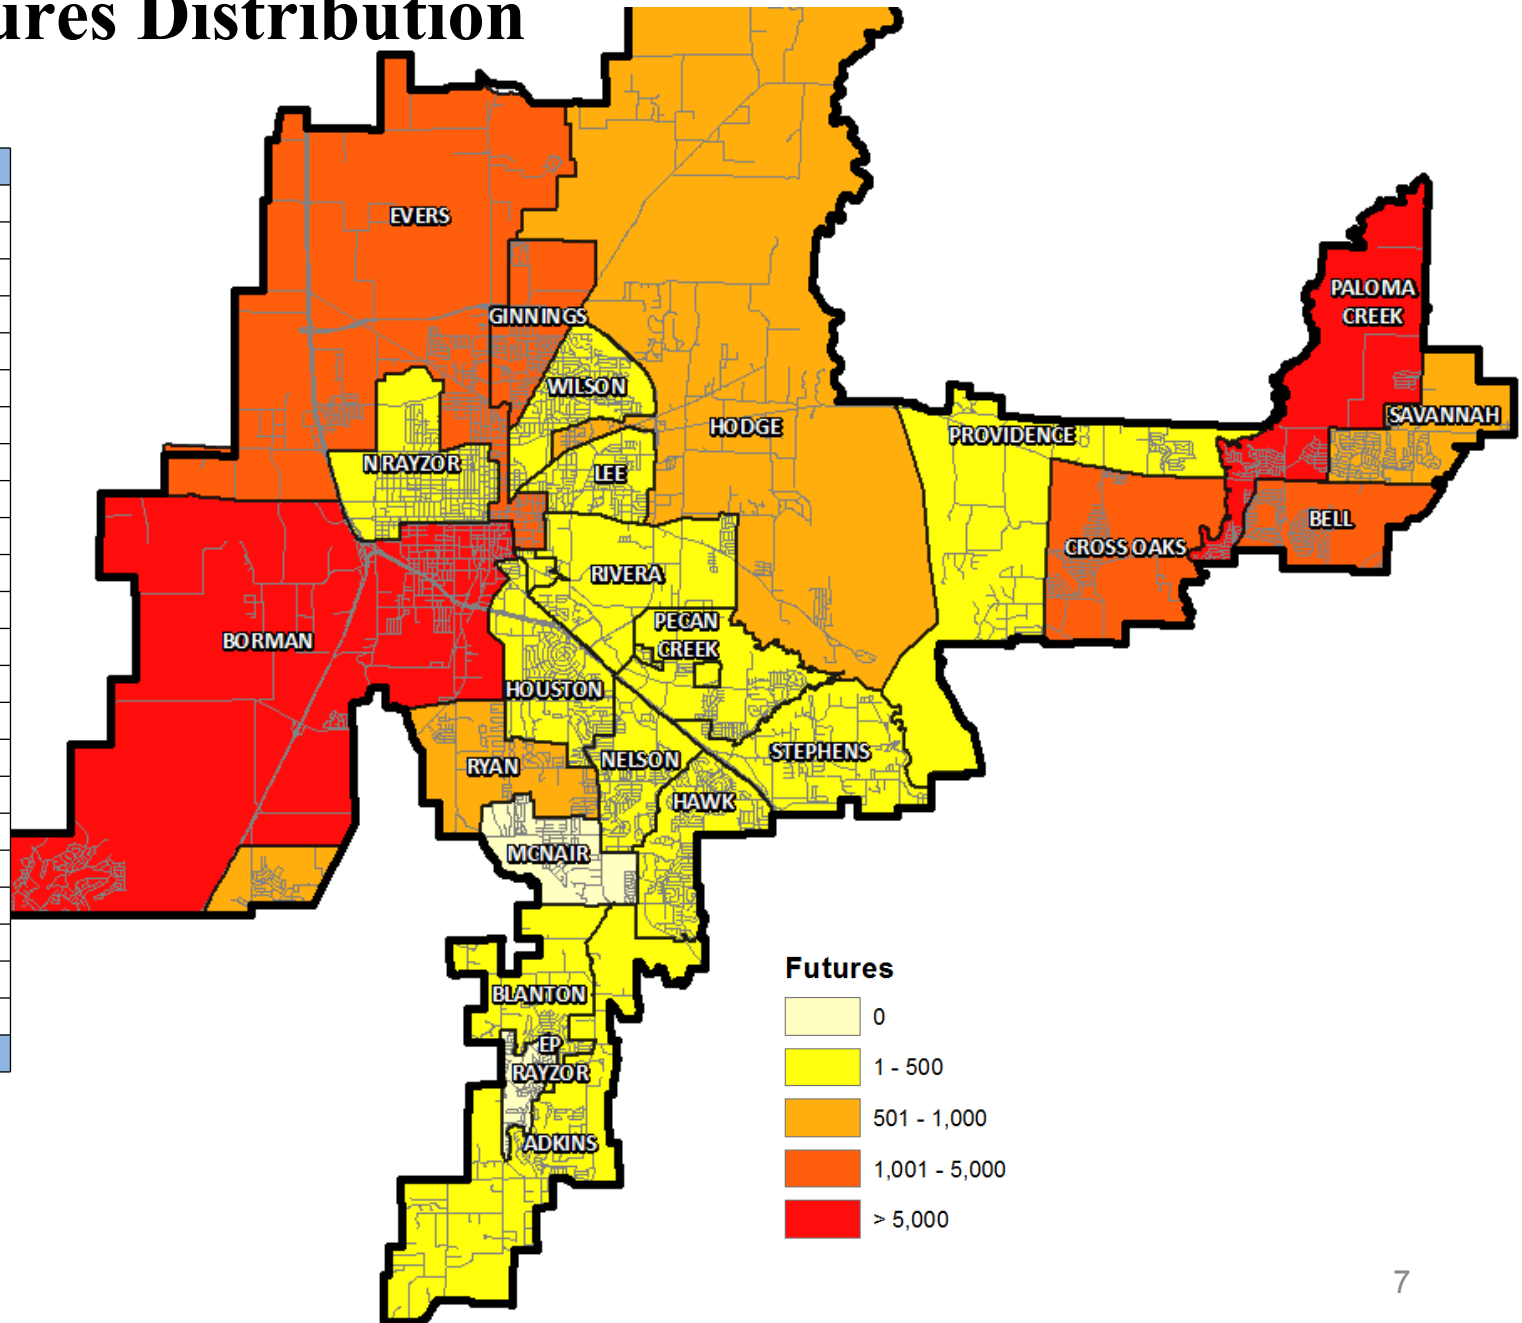 ures Distribution
EVERS
PALOMA
CREEK
GINNINGS
WILSON
SAVANNAH
HODGE
PROVIDENCE
N RAYZOR
LEE
BELL
CROSS OAKS
RIVERA
PECAN
CREEK
BORMAN
HOUSTON
STEPHENS
NELSON
RYAN
HAWK
MCNAIR
BLANTON
EP
RAYZOR
ADKINS
Futures
0
1 - 500
501 - 1,000
1,001 - 5,000
> 5,000
7